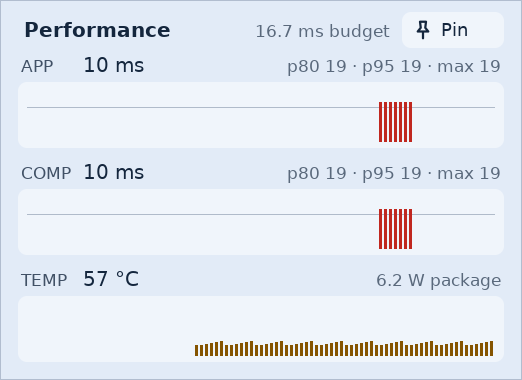 Performance 16.7 ms budget Pin
APP 10 ms p80 19 · p95 19 · max 19
COMP 10 ms p80 19 · p95 19 · max 19
TEMP 57 °C 6.2 W package